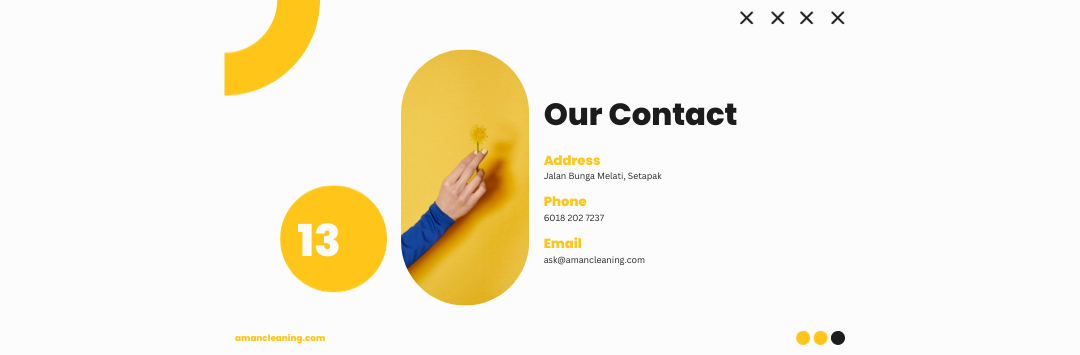 Our Contact
Address
Jalan Bunga Melati, Setapak
Phone
6018 202 7237
Email
ask@amancleaning.com
13
amancleaning.com